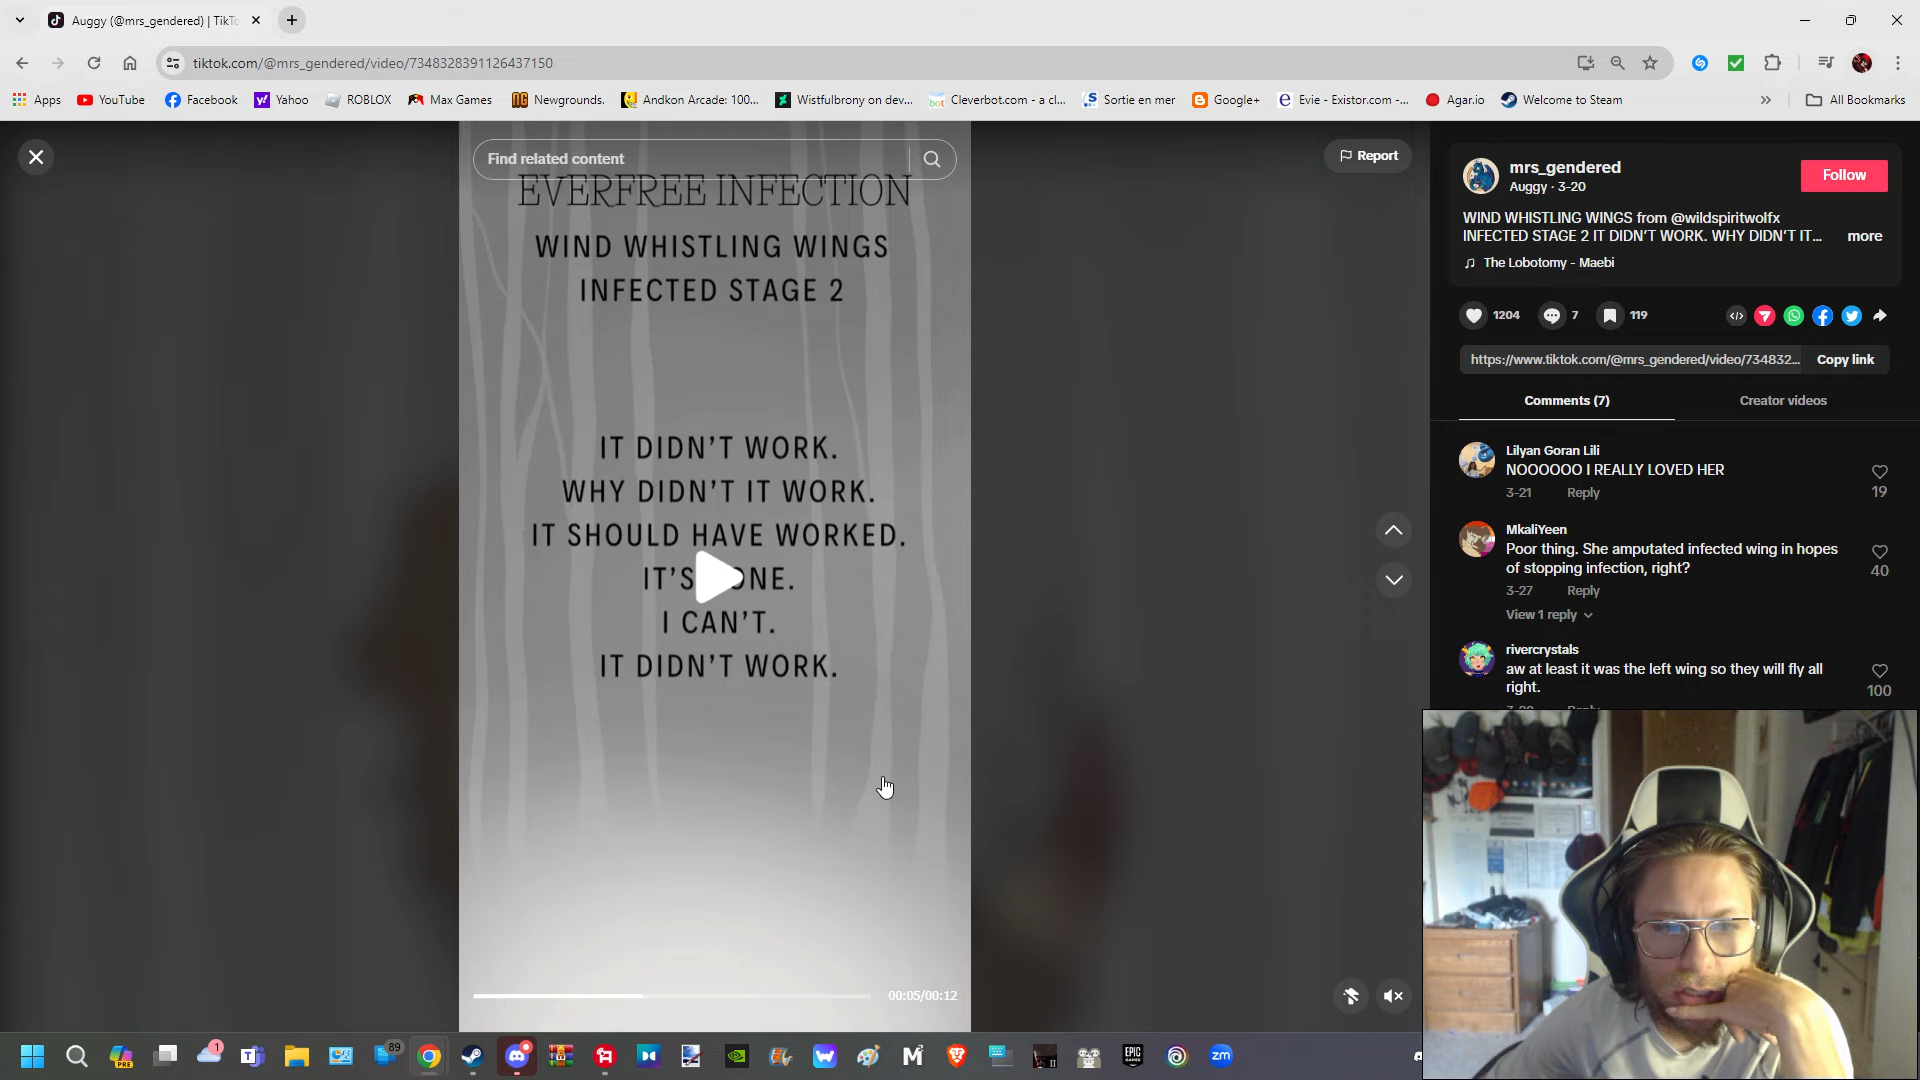 Auggy (@mrs_gendered) | TikTo
tiktok.com/@mrs_gendered/video/7348328391126437150
Apps
YouTube
Facebook
Yahoo
ROBLOX
Max Games
Newgrounds.
Andkon Arcade: 100...
Wistfulbrony on dev...
Cleverbot.com - a cl...
Sortie en mer
Google+
Evie - Existor.com -...
Agar.io
Welcome to Steam
All Bookmarks
Find related content
Report
EVERFREE INFECTION
WIND WHISTLING WINGS
INFECTED STAGE 2
IT DIDN'T WORK.
WHY DIDN'T IT WORK.
IT SHOULD HAVE WORKED.
I CAN'T.
IT DIDN'T WORK.
00:05/00:12
mrs_gendered
Auggy · 3-20
Follow
WIND WHISTLING WINGS from @wildspiritwolfx
INFECTED STAGE 2 IT DIDN'T WORK. WHY DIDN'T IT... more
The Lobotomy - Maebi
1204
7
119
https://www.tiktok.com/@mrs_gendered/video/734832...
Copy link
Comments (7)
Creator videos
Lilyan Goran Lili
NOOOOOO I REALLY LOVED HER
3-21 Reply
19
MkaliYeen
Poor thing. She amputated infected wing in hopes
of stopping infection, right?
3-27 Reply
40
View 1 reply
rivercrystals
aw at least it was the left wing so they will fly all
right.
100
1
89